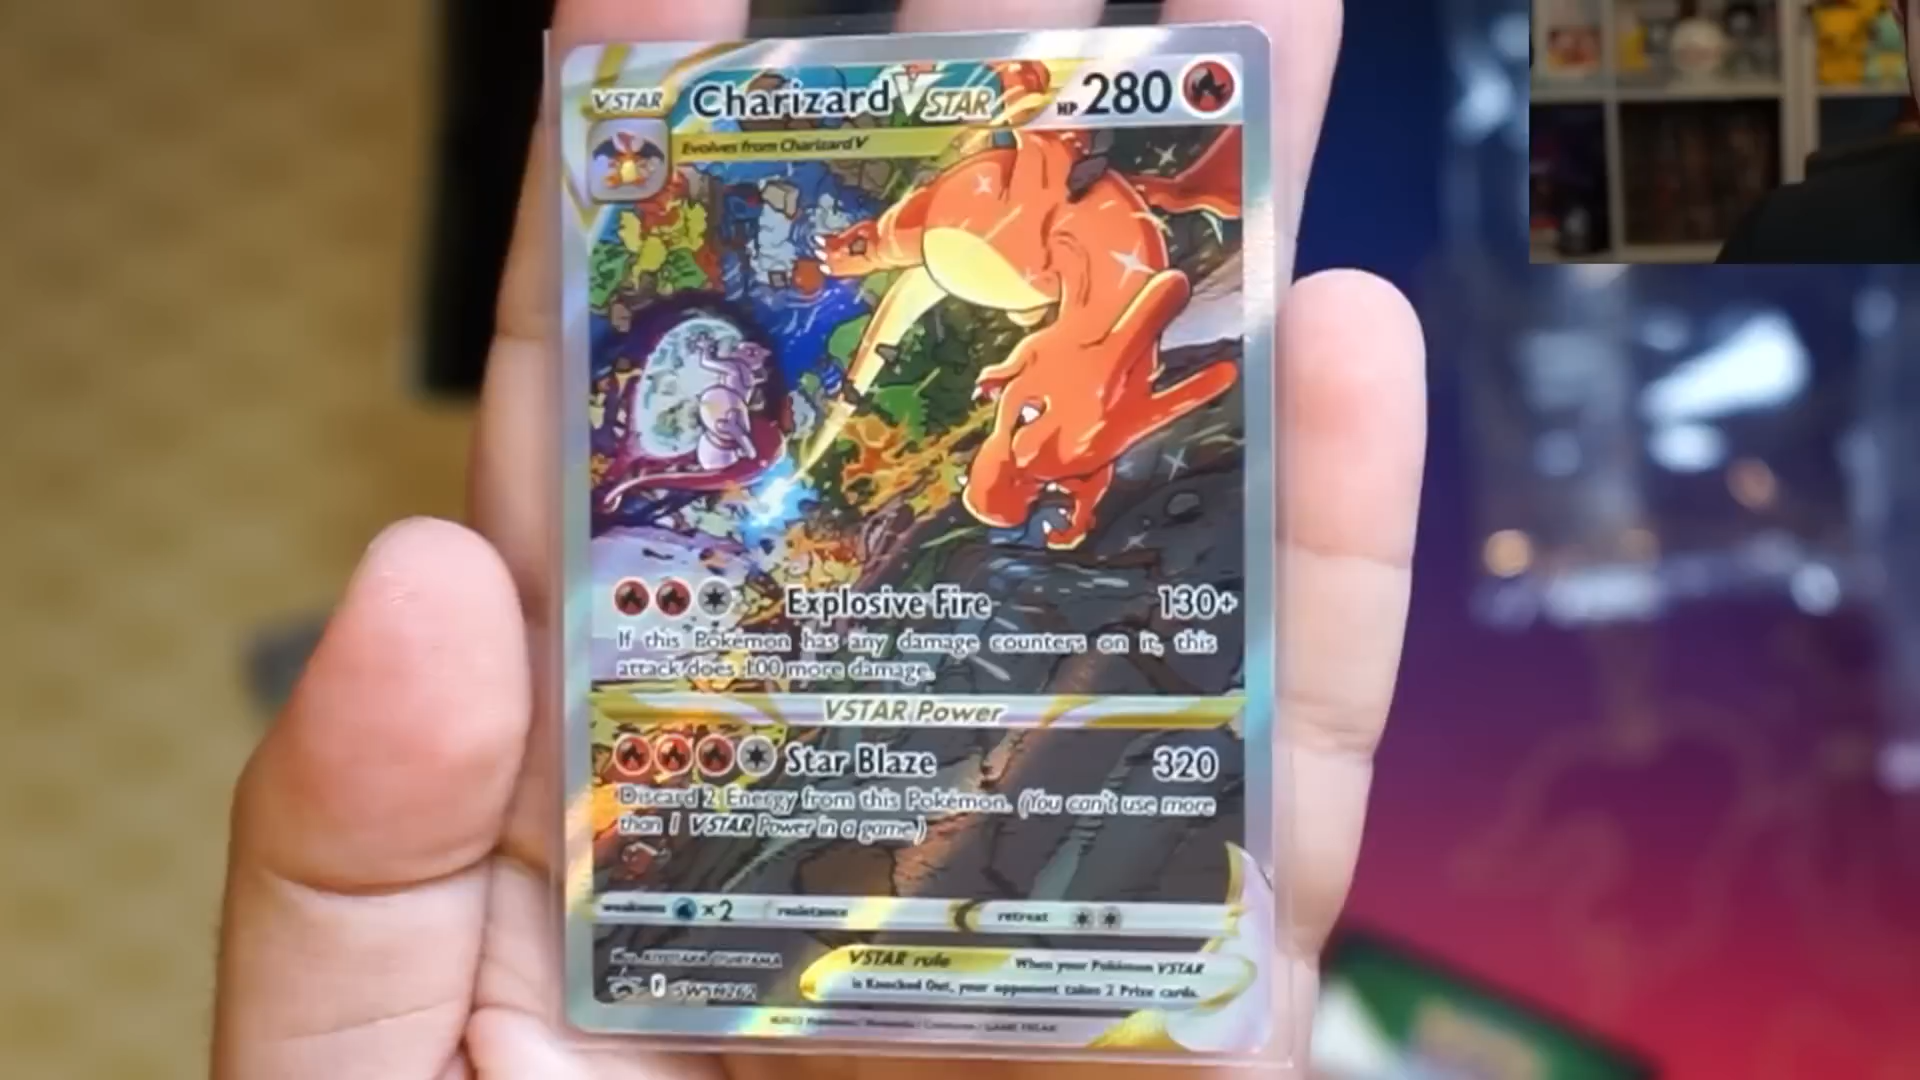 VSTAR Charizard VSTAR HP 280
Evolves from Charizard V
Explosive Fire 130+
If this Pokémon has any damage counters on it, this
attack does 100 more damage.
VSTAR Power
Star Blaze 320
Discard 2 Energy from this Pokémon. (You can't use more
than 1 VSTAR Power in a game.)
weakness ×2 resistance retreat
VSTAR rule When your Pokémon VSTAR
is Knocked Out, your opponent takes 2 Prize cards.
F SWSH262